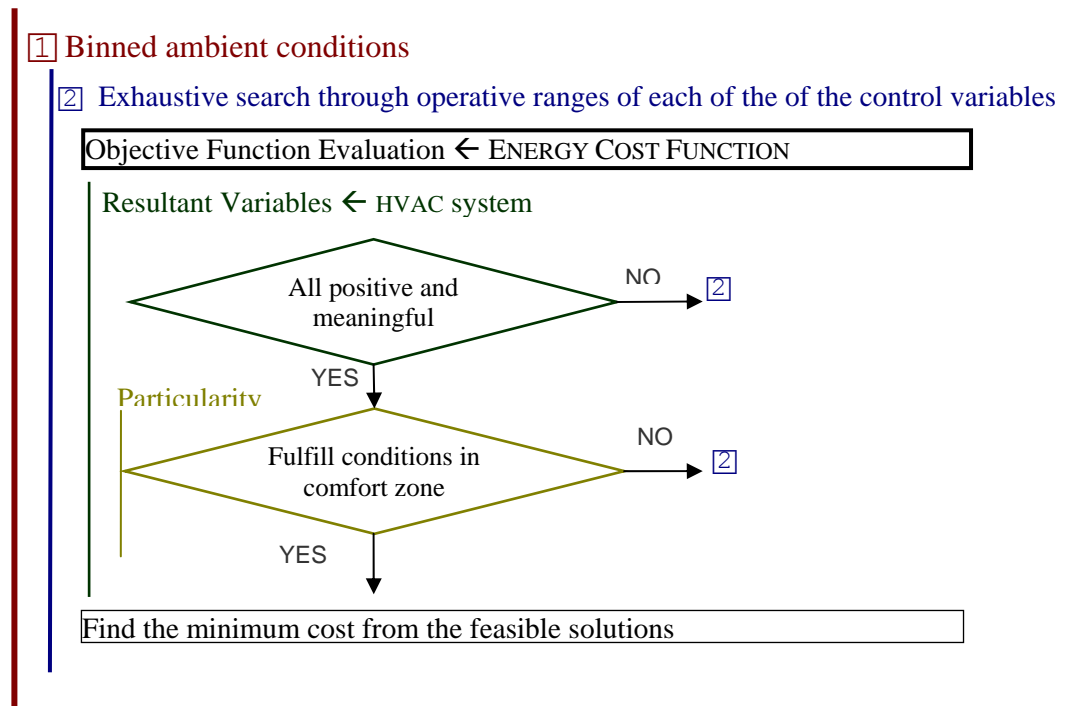 1 Binned ambient conditions
2 Exhaustive search through operative ranges of each of the of the control variables
Objective Function Evaluation ← ENERGY COST FUNCTION
Resultant Variables ← HVAC system
All positive and
meaningful
NO
2
YES
Particularity
Fulfill conditions in
comfort zone
NO
2
YES
Find the minimum cost from the feasible solutions